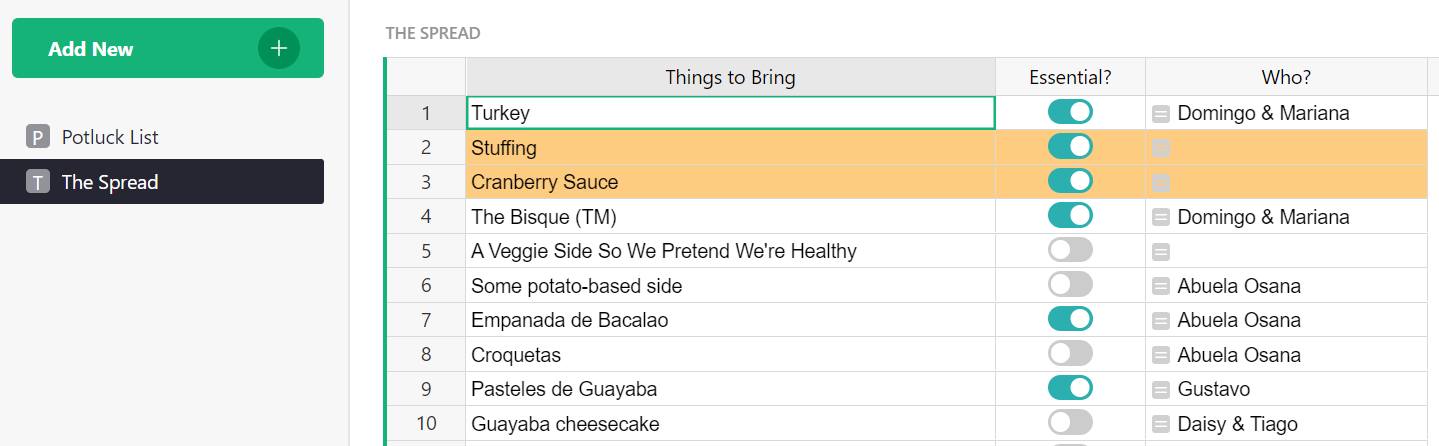 Add New
P Potluck List
T The Spread
THE SPREAD
Things to Bring Essential? Who?
1 Turkey Domingo & Mariana
2 Stuffing
3 Cranberry Sauce
4 The Bisque (TM) Domingo & Mariana
5 A Veggie Side So We Pretend We're Healthy
6 Some potato-based side Abuela Osana
7 Empanada de Bacalao Abuela Osana
8 Croquetas Abuela Osana
9 Pasteles de Guayaba Gustavo
10 Guayaba cheesecake Daisy & Tiago